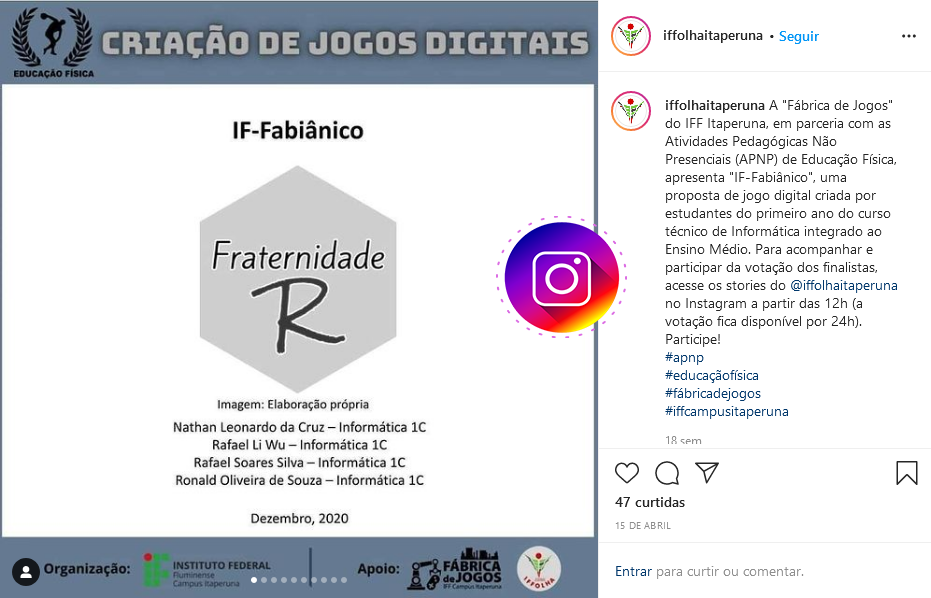 CRIAÇÃO DE JOGOS DIGITAIS
EDUCAÇÃO FÍSICA
IF-Fabiânico
Fraternidade
R
Imagem: Elaboração própria
Nathan Leonardo da Cruz – Informática 1C
Rafael Li Wu – Informática 1C
Rafael Soares Silva – Informática 1C
Ronald Oliveira de Souza – Informática 1C
Dezembro, 2020
Organização:
INSTITUTO FEDERAL
Fluminense
Campus Itaperuna
Apoio:
FÁBRICA
DE JOGOS
IFF Campus Itaperuna
IFFOLHA
iffolhaitaperuna • Seguir
iffolhaitaperuna A "Fábrica de Jogos"
do IFF Itaperuna, em parceria com as
Atividades Pedagógicas Não
Presenciais (APNP) de Educação Física,
apresenta "IF-Fabiânico", uma
proposta de jogo digital criada por
estudantes do primeiro ano do curso
técnico de Informática integrado ao
Ensino Médio. Para acompanhar e
participar da votação dos finalistas,
acesse os stories do @iffolhaitaperuna
no Instagram a partir das 12h (a
votação fica disponível por 24h).
Participe!
#apnp
#educaçãofísica
#fábricadejogos
#iffcampusitaperuna
18 sem
47 curtidas
15 DE ABRIL
Entrar para curtir ou comentar.